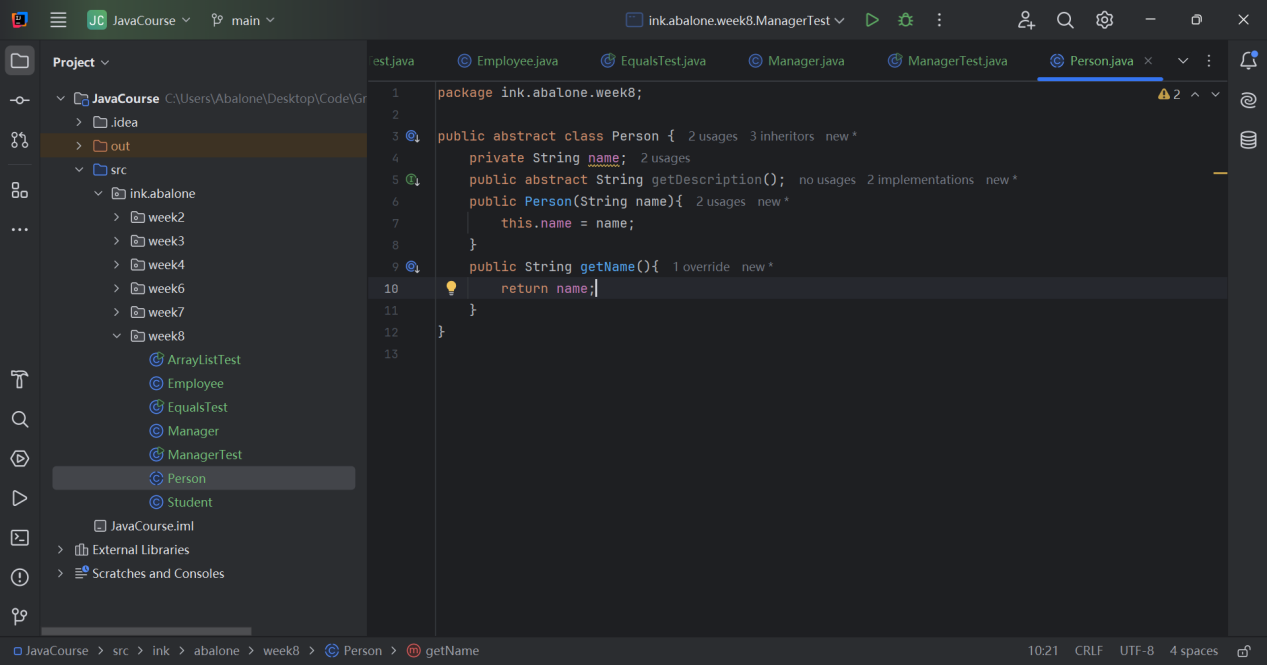 JC JavaCourse main ink.abalone.week8.ManagerTest
Project
est.java Employee.java EqualsTest.java Manager.java ManagerTest.java Person.java
JavaCourse C:\Users\Abalone\Desktop\Code\Gr
.idea
out
src
ink.abalone
week2
week3
week4
week6
week7
week8
ArrayListTest
Employee
EqualsTest
Manager
ManagerTest
Person
Student
JavaCourse.iml
External Libraries
Scratches and Consoles
2
1 package ink.abalone.week8;
2
3 public abstract class Person { 2 usages 3 inheritors new *
4 private String name; 2 usages
5 public abstract String getDescription(); no usages 2 implementations new *
6 public Person(String name){ 2 usages new *
7 this.name = name;
8 }
9 public String getName(){ 1 override new *
10 return name;
11 }
12 }
13
JavaCourse > src > ink > abalone > week8 > Person > getName 10:21 CRLF UTF-8 4 spaces